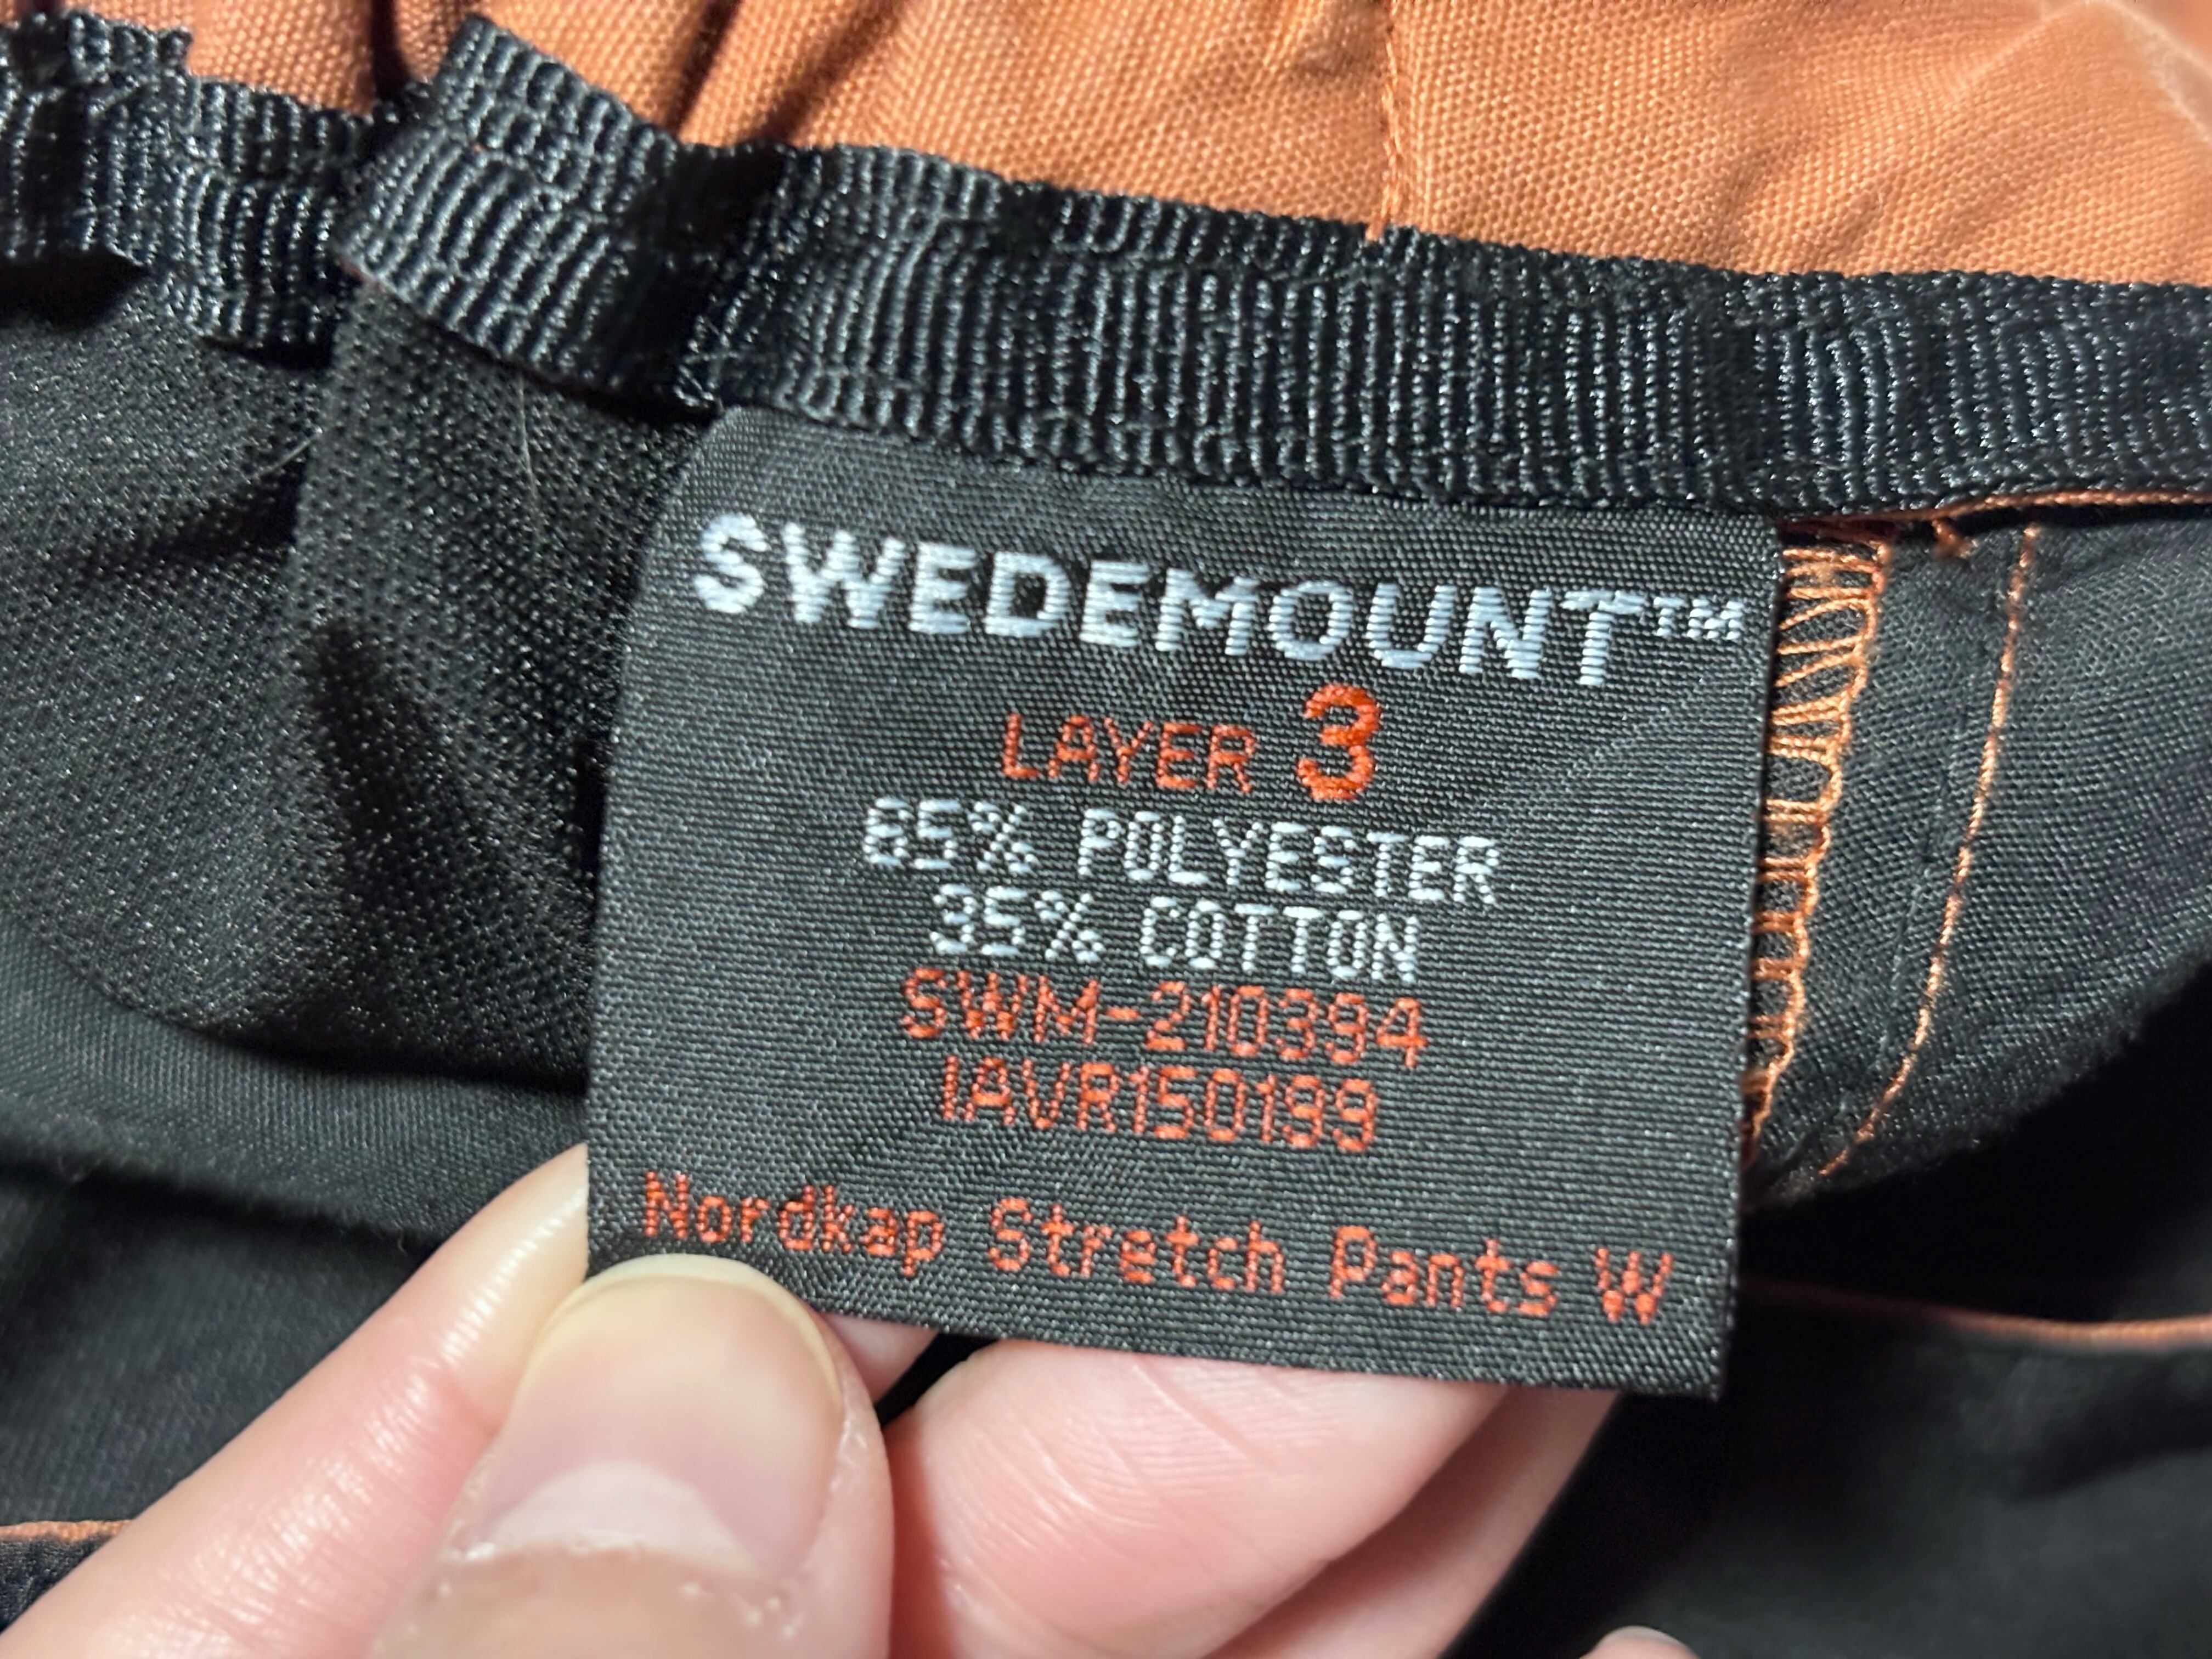 SWEDEMOUNT™
LAYER 3
65% POLYESTER
35% COTTON
SWM-210394
IAVR150199
Nordkap Stretch Pants W